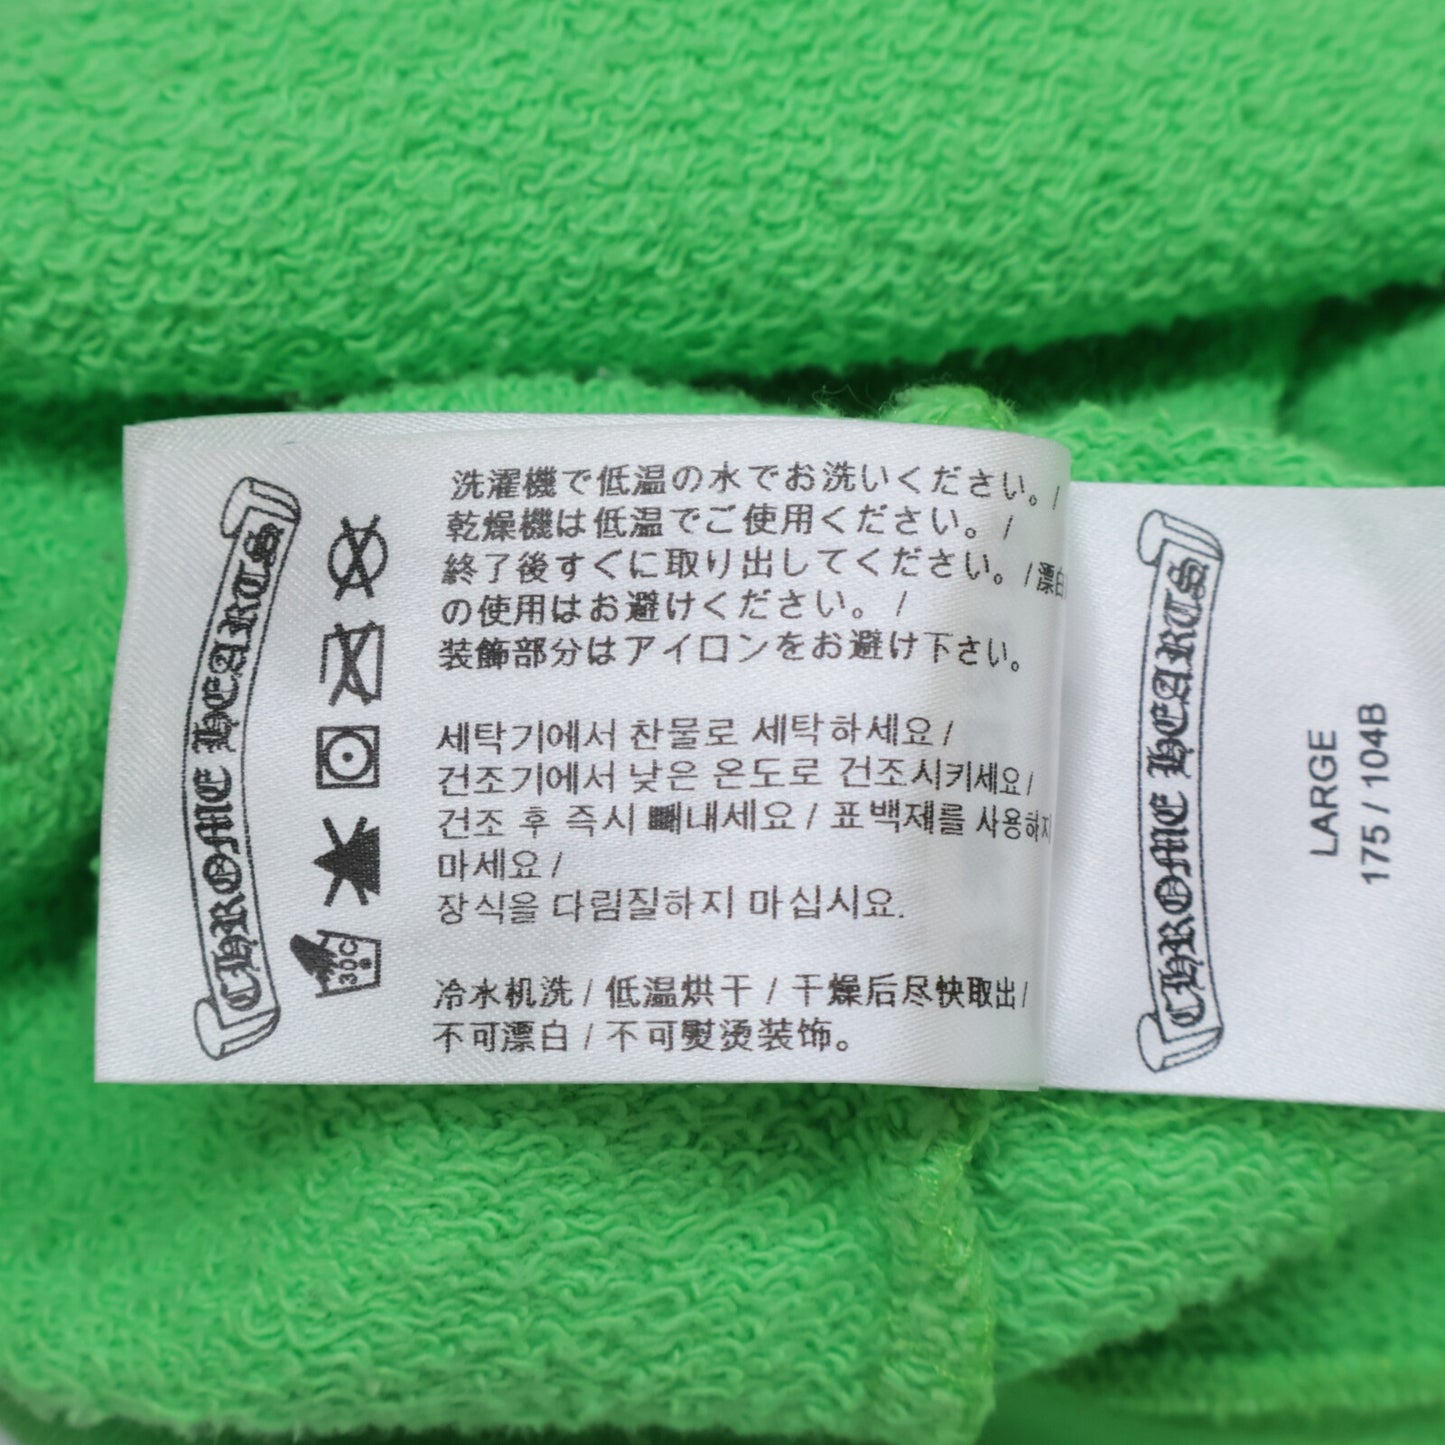 CHROME HEARTS
30C
洗濯機で低温の水でお洗いください。/
乾燥機は低温でご使用ください。/
終了後すぐに取り出してください。/漂白
の使用はお避けください。/
装飾部分はアイロンをお避け下さい。
세탁기에서 찬물로 세탁하세요/
건조기에서 낮은 온도로 건조시키세요/
건조 후 즉시 빼내세요/ 표백제를 사용하지
마세요/
장식을 다림질하지 마십시요.
冷水机洗 / 低温烘干 / 干燥后尽快取出/
不可漂白 / 不可熨烫装饰。
CHROME HEARTS
LARGE
175 / 104B